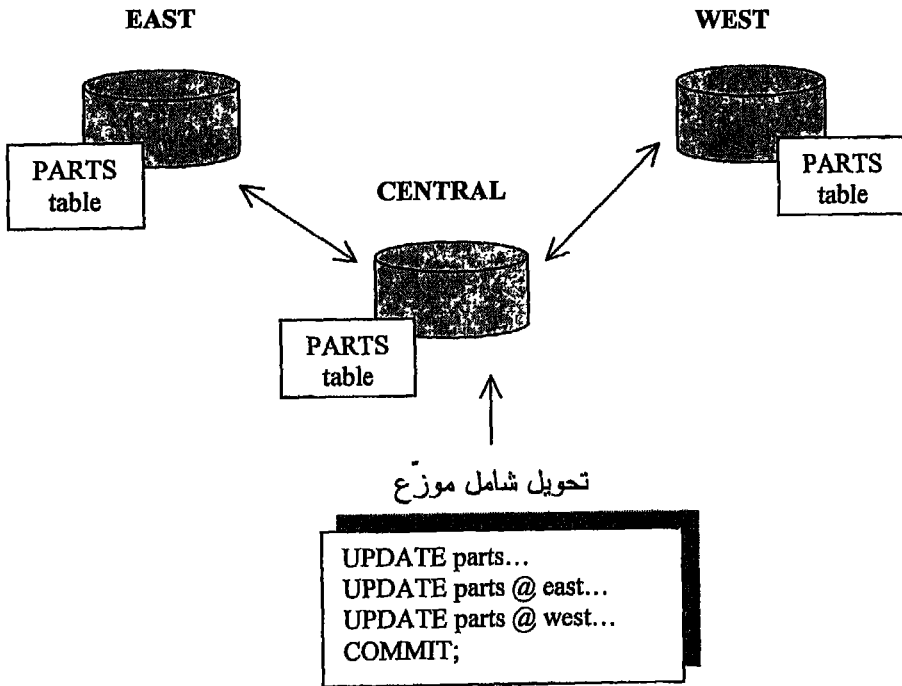 EAST
WEST
PARTS
table
CENTRAL
PARTS
table
PARTS
table
تحويل شامل موزّع
UPDATE parts...
UPDATE parts @ east...
UPDATE parts @ west...
COMMIT;